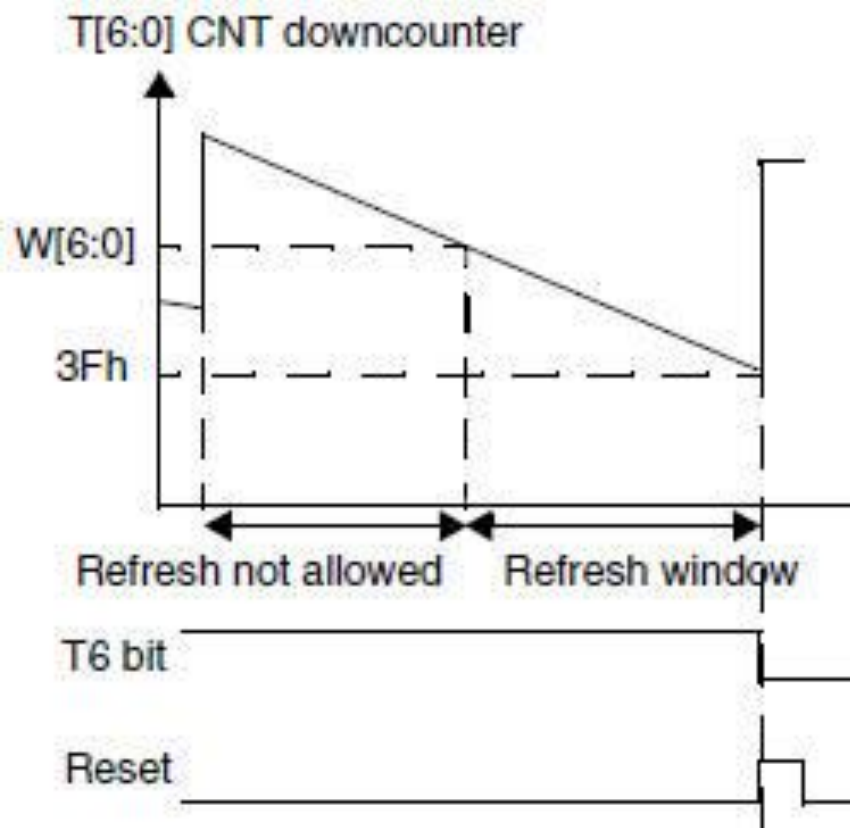 T[6:0] CNT downcounter
W[6:0]
3Fh
Refresh not allowed
Refresh window
T6 bit
Reset